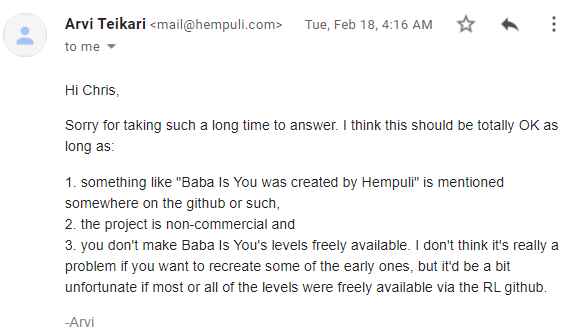 Arvi Teikari <mail@hempuli.com> Tue, Feb 18, 4:16 AM
to me
Hi Chris,
Sorry for taking such a long time to answer. I think this should be totally OK as
long as:
1. something like "Baba Is You was created by Hempuli" is mentioned
somewhere on the github or such,
2. the project is non-commercial and
3. you don't make Baba Is You's levels freely available. I don't think it's really a
problem if you want to recreate some of the early ones, but it'd be a bit
unfortunate if most or all of the levels were freely available via the RL github.
-Arvi